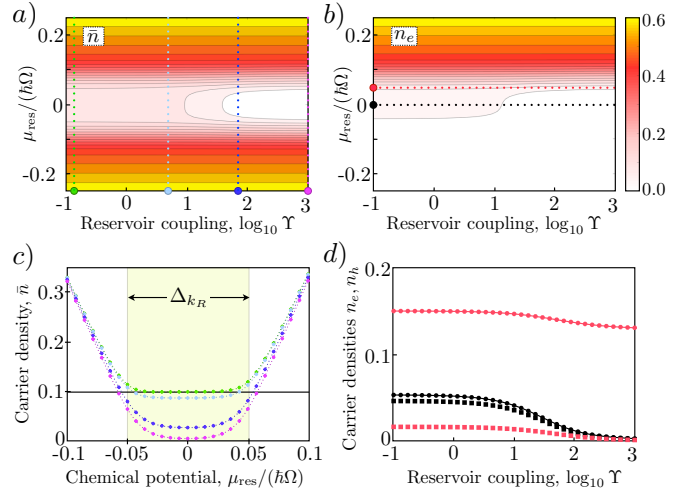 a)
n̄
0.2
0
-0.2
μres/(ħΩ)
-1 0 1 2 3
Reservoir coupling, log10 Υ
b)
ne
0.2
0
-0.2
μres/(ħΩ)
-1 0 1 2 3
Reservoir coupling, log10 Υ
0.6
0.4
0.2
0.0
c)
ΔkR
0.3
0.1
0
Carrier density, n̄
-0.1 -0.05 0 0.05 0.1
Chemical potential, μres/(ħΩ)
d)
0.2
0.1
0
Carrier densities ne, nh
-1 0 1 2 3
Reservoir coupling, log10 Υ